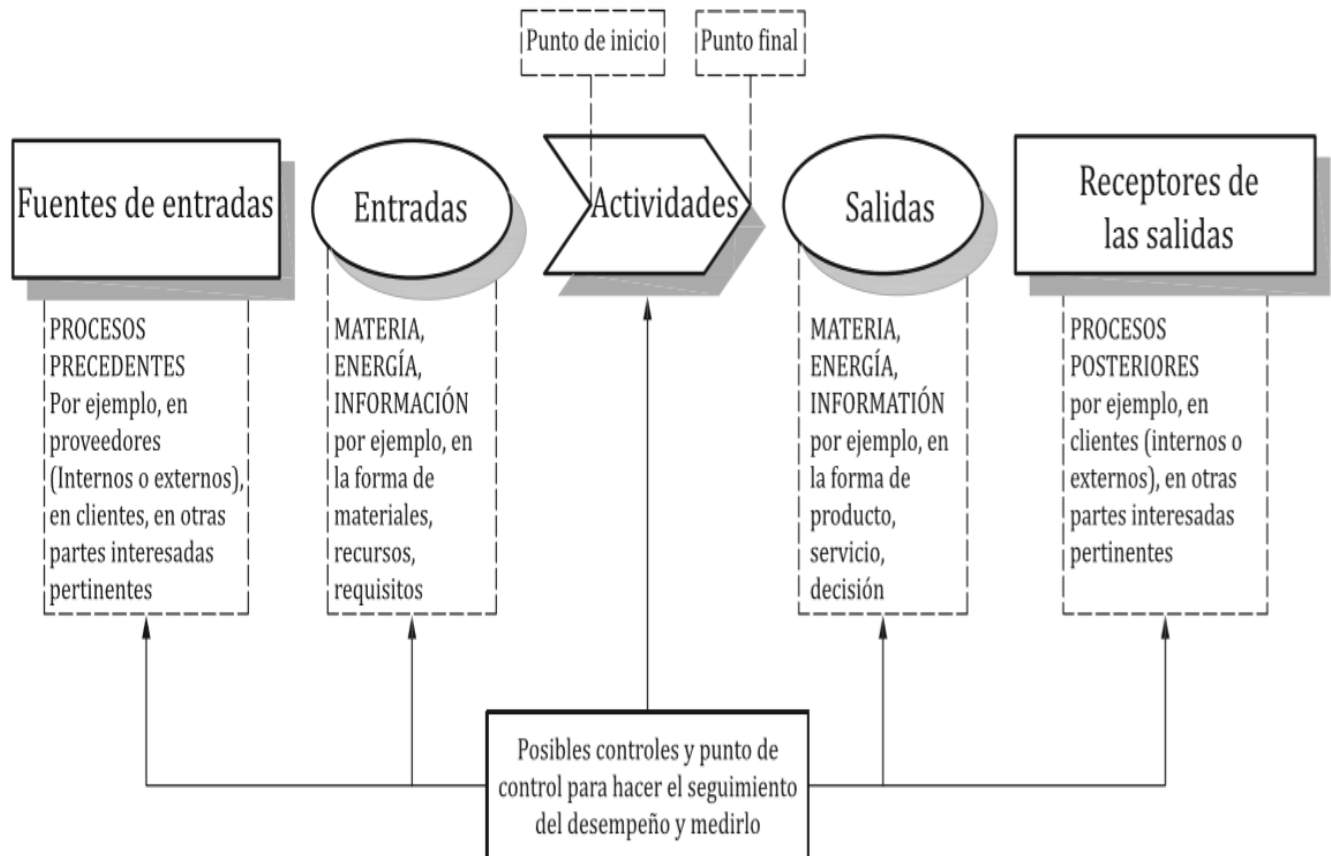 Punto de inicio
Punto final
Fuentes de entradas
Entradas
Actividades
Salidas
Receptores de
las salidas
PROCESOS
PRECEDENTES
Por ejemplo, en
proveedores
(Internos o externos),
en clientes, en otras
partes interesadas
pertinentes
MATERIA,
ENERGÍA,
INFORMACIÓN
por ejemplo, en
la forma de
materiales,
recursos,
requisitos
MATERIA,
ENERGÍA,
INFORMATIÓN
por ejemplo, en
la forma de
producto,
servicio,
decisión
PROCESOS
POSTERIORES
por ejemplo, en
clientes (internos o
externos), en otras
partes interesadas
pertinentes
Posibles controles y punto de
control para hacer el seguimiento
del desempeño y medirlo